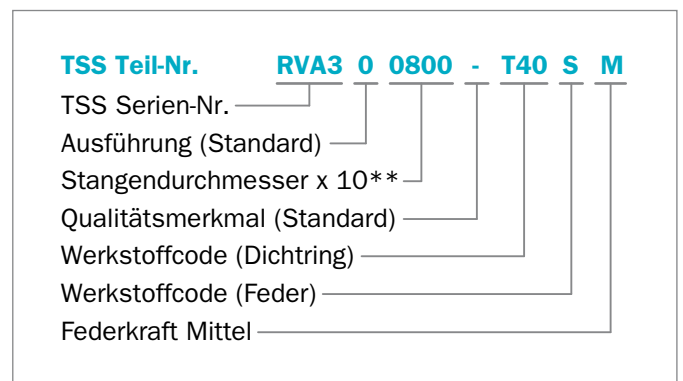 TSS Teil-Nr. RVA3 0 0800 - T40 S M
TSS Serien-Nr.
Ausführung (Standard)
Stangendurchmesser x 10**
Qualitätsmerkmal (Standard)
Werkstoffcode (Dichtring)
Werkstoffcode (Feder)
Federkraft Mittel